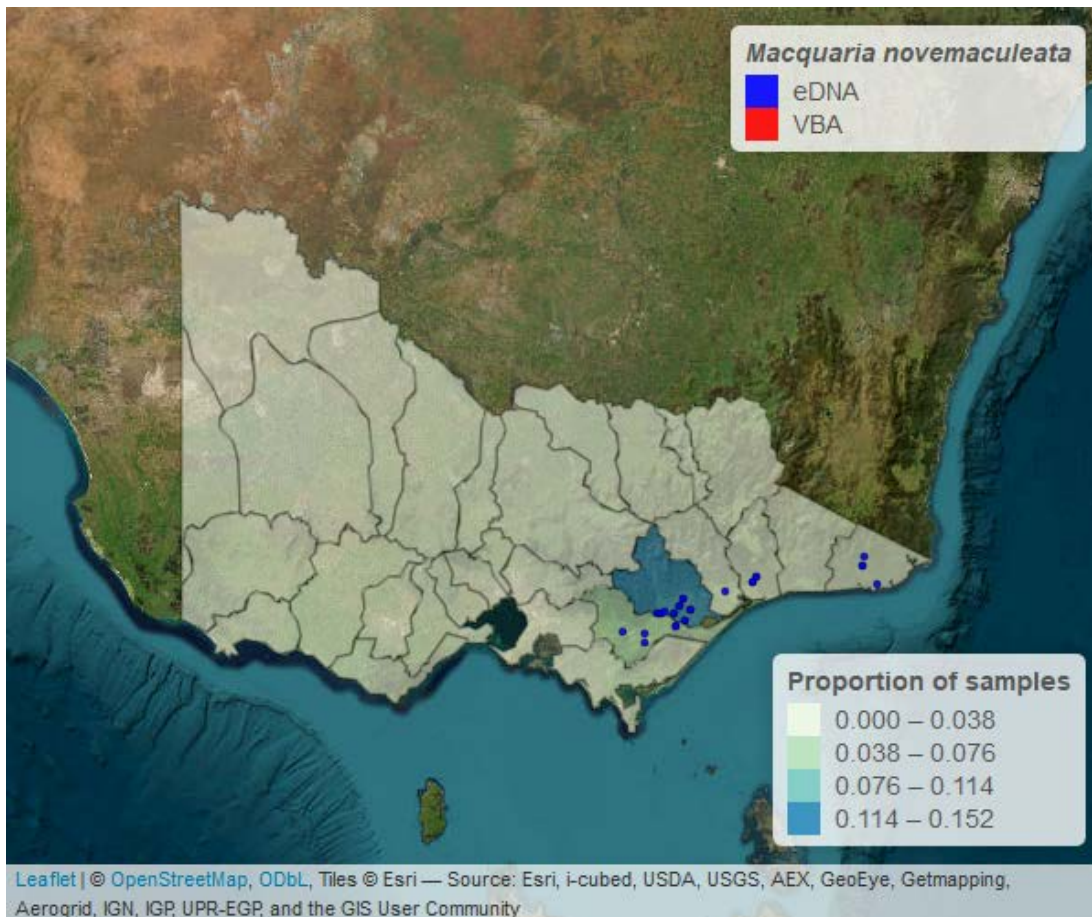 Macquaria novemaculeata
eDNA
VBA
Proportion of samples
0.000 – 0.038
0.038 – 0.076
0.076 – 0.114
0.114 – 0.152
Leaflet | © OpenStreetMap, ODbL, Tiles © Esri — Source: Esri, i-cubed, USDA, USGS, AEX, GeoEye, Getmapping,
Aerogrid, IGN, IGP, UPR-EGP, and the GIS User Community